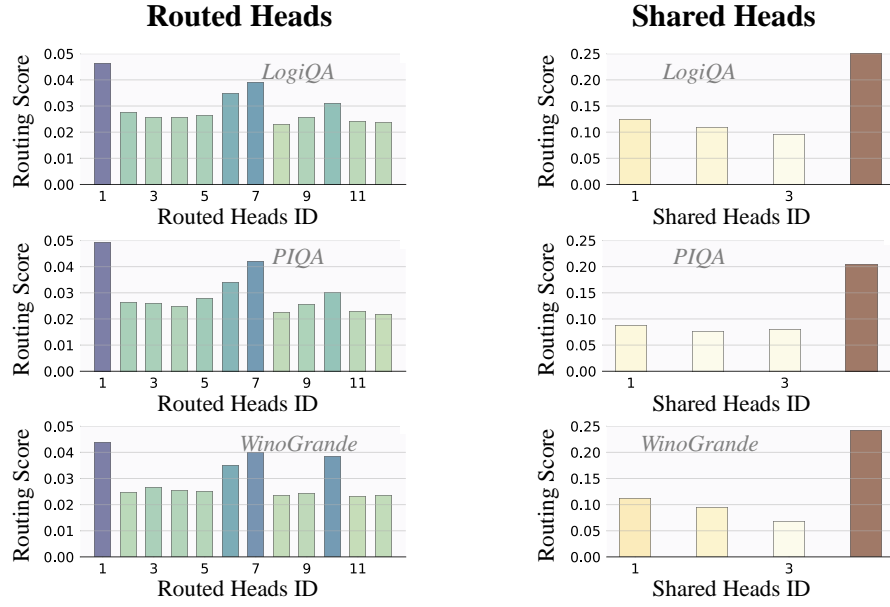 Routed Heads
Routing Score
0.05
0.04
0.03
0.02
0.01
0.00
LogiQA
1 3 5 7 9 11
Routed Heads ID
Routing Score
0.05
0.04
0.03
0.02
0.01
0.00
PIQA
1 3 5 7 9 11
Routed Heads ID
Routing Score
0.05
0.04
0.03
0.02
0.01
0.00
WinoGrande
1 3 5 7 9 11
Routed Heads ID
Shared Heads
Routing Score
0.25
0.20
0.15
0.10
0.05
0.00
LogiQA
1 3
Shared Heads ID
Routing Score
0.25
0.20
0.15
0.10
0.05
0.00
PIQA
1 3
Shared Heads ID
Routing Score
0.25
0.20
0.15
0.10
0.05
0.00
WinoGrande
1 3
Shared Heads ID